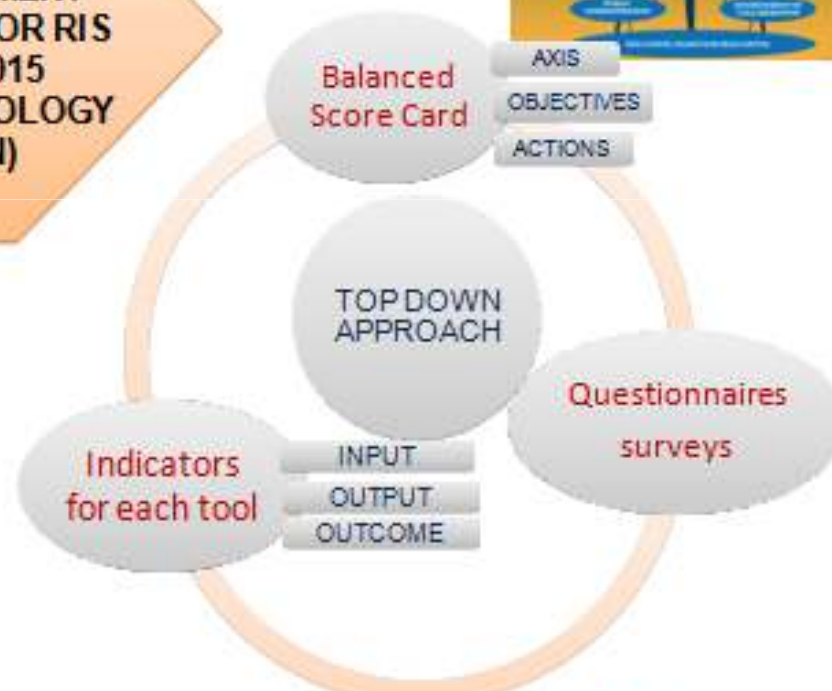 OR RIS
015
OLOGY
Balanced
Score Card
AXIS
OBJECTIVES
ACTIONS
TOP DOWN
APPROACH
Questionnaires
surveys
Indicators
for each tool
INPUT
OUTPUT
OUTCOME